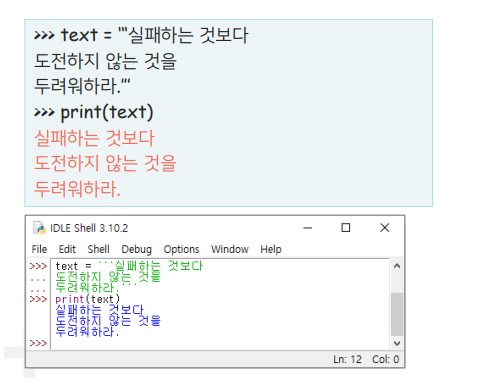 >>> text = '''실패하는 것보다
도전하지 않는 것을
두려워하라.'''
>>> print(text)
실패하는 것보다
도전하지 않는 것을
두려워하라.
IDLE Shell 3.10.2
File Edit Shell Debug Options Window Help
>>> text = '''실패하는 것보다
... 도전하지 않는 것을
... 두려워하라.'''
>>> print(text)
실패하는 것보다
도전하지 않는 것을
두려워하라.
>>>
Ln: 12 Col: 0